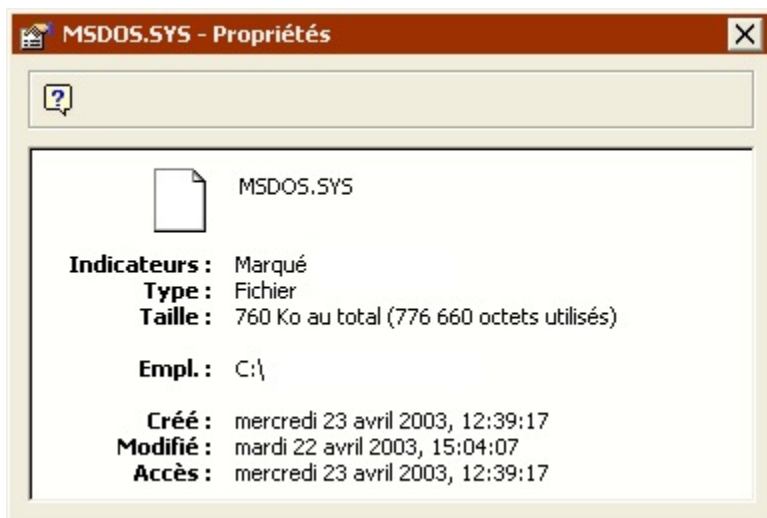 MSDOS.SYS - Propriétés
MSDOS.SYS
Indicateurs : Marqué
Type : Fichier
Taille : 760 Ko au total (776 660 octets utilisés)
Empl. : C:\
Créé : mercredi 23 avril 2003, 12:39:17
Modifié : mardi 22 avril 2003, 15:04:07
Accès : mercredi 23 avril 2003, 12:39:17